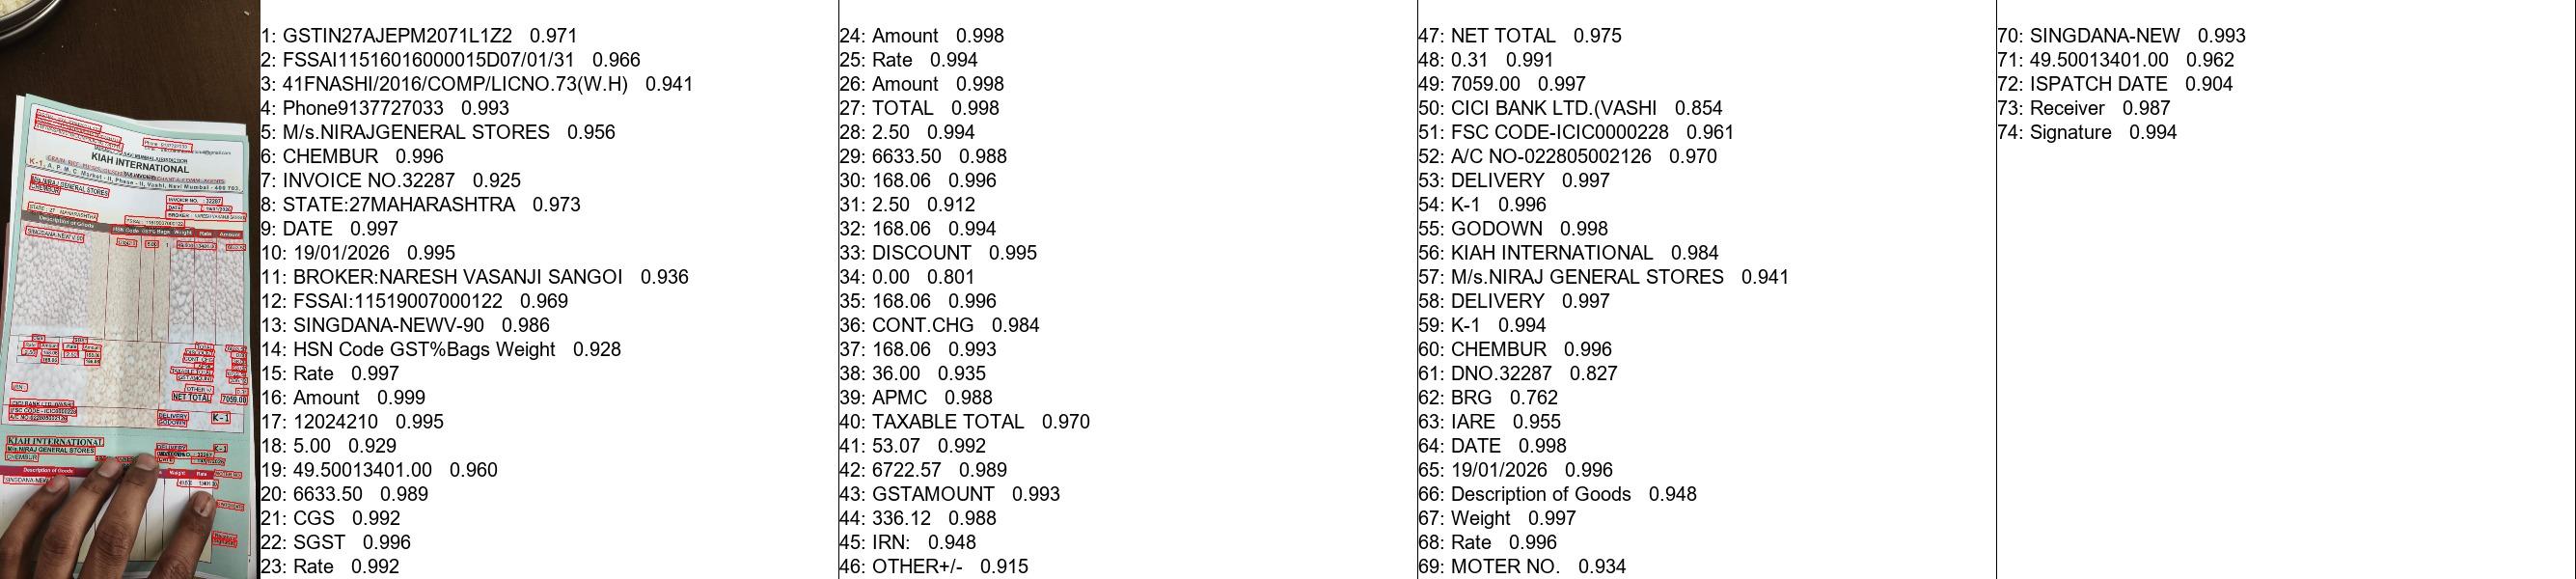 KIAH INTERNATIONAL
1: GSTIN27AJEPM2071L1Z2 0.971
2: FSSAI11516016000015D07/01/31 0.966
3: 41FNASHI/2016/COMP/LICNO.73(W.H) 0.941
4: Phone9137727033 0.993
5: M/s.NIRAJGENERAL STORES 0.956
6: CHEMBUR 0.996
7: INVOICE NO.32287 0.925
8: STATE:27MAHARASHTRA 0.973
9: DATE 0.997
10: 19/01/2026 0.995
11: BROKER:NARESH VASANJI SANGOI 0.936
12: FSSAI:11519007000122 0.969
13: SINGDANA-NEWV-90 0.986
14: HSN Code GST%Bags Weight 0.928
15: Rate 0.997
16: Amount 0.999
17: 12024210 0.995
18: 5.00 0.929
19: 49.50013401.00 0.960
20: 6633.50 0.989
21: CGS 0.992
22: SGST 0.996
23: Rate 0.992
24: Amount 0.998
25: Rate 0.994
26: Amount 0.998
27: TOTAL 0.998
28: 2.50 0.994
29: 6633.50 0.988
30: 168.06 0.996
31: 2.50 0.912
32: 168.06 0.994
33: DISCOUNT 0.995
34: 0.00 0.801
35: 168.06 0.996
36: CONT.CHG 0.984
37: 168.06 0.993
38: 36.00 0.935
39: APMC 0.988
40: TAXABLE TOTAL 0.970
41: 53.07 0.992
42: 6722.57 0.989
43: GSTAMOUNT 0.993
44: 336.12 0.988
45: IRN: 0.948
46: OTHER+/- 0.915
47: NET TOTAL 0.975
48: 0.31 0.991
49: 7059.00 0.997
50: CICI BANK LTD.(VASHI 0.854
51: FSC CODE-ICIC0000228 0.961
52: A/C NO-022805002126 0.970
53: DELIVERY 0.997
54: K-1 0.996
55: GODOWN 0.998
56: KIAH INTERNATIONAL 0.984
57: M/s.NIRAJ GENERAL STORES 0.941
58: DELIVERY 0.997
59: K-1 0.994
60: CHEMBUR 0.996
61: DNO.32287 0.827
62: BRG 0.762
63: IARE 0.955
64: DATE 0.998
65: 19/01/2026 0.996
66: Description of Goods 0.948
67: Weight 0.997
68: Rate 0.996
69: MOTER NO. 0.934
70: SINGDANA-NEW 0.993
71: 49.50013401.00 0.962
72: ISPATCH DATE 0.904
73: Receiver 0.987
74: Signature 0.994